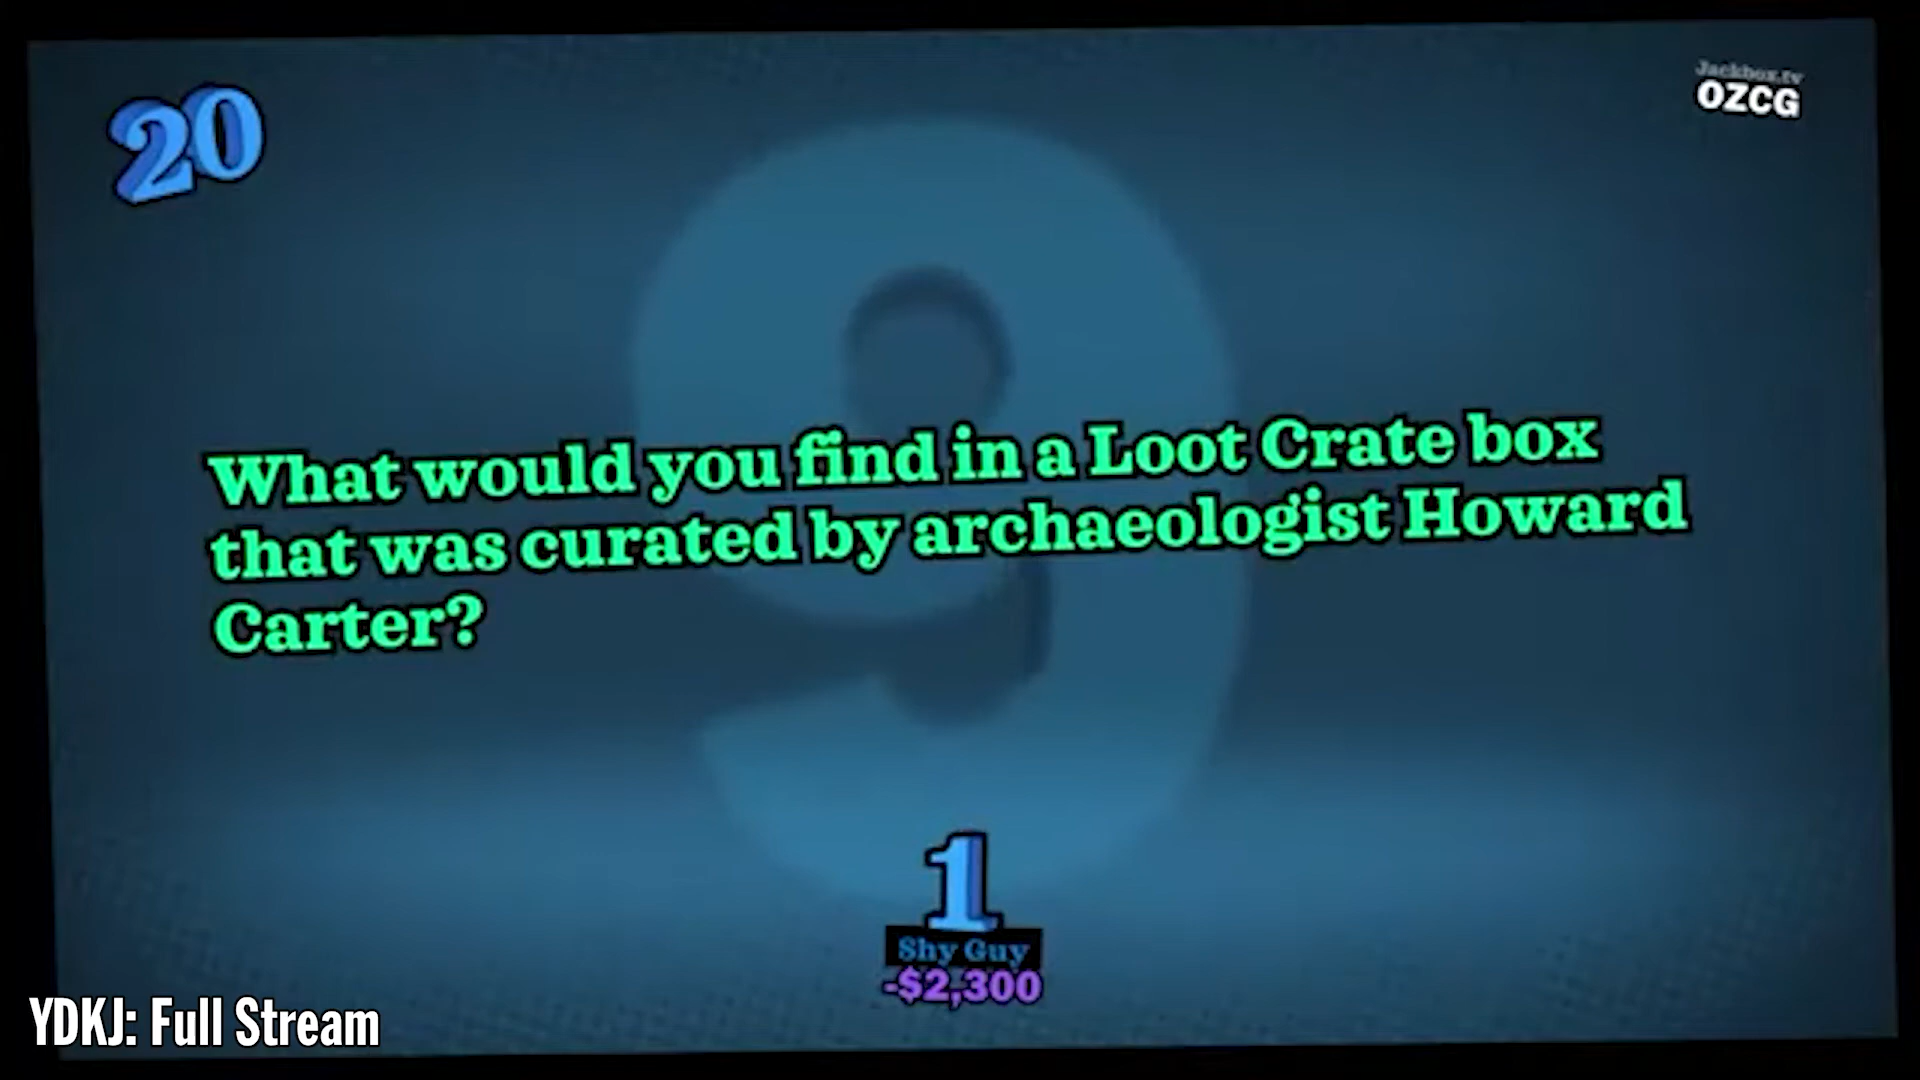 20
Jackbox.tv
OZCG
What would you find in a Loot Crate box
that was curated by archaeologist Howard
Carter?
9
1
Shy Guy
-$2,300
YDKJ: Full Stream